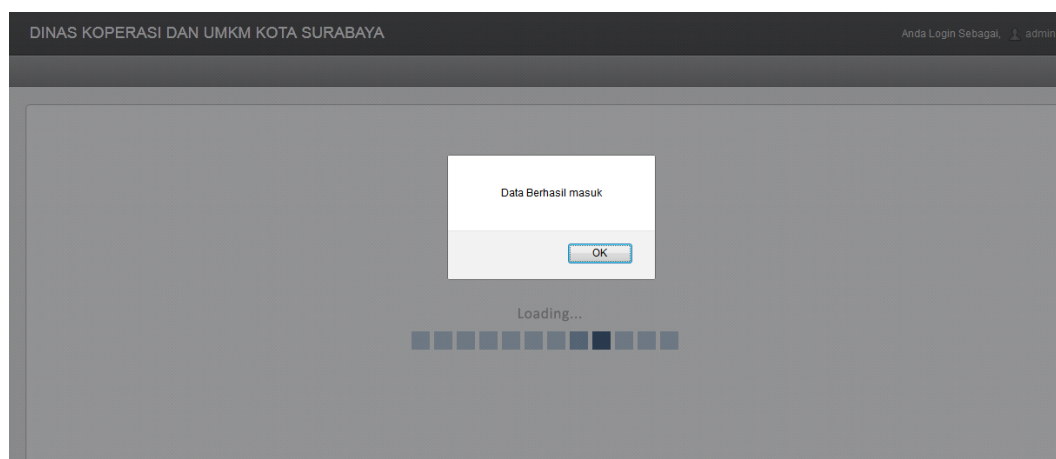 DINAS KOPERASI DAN UMKM KOTA SURABAYA
Anda Login Sebagai, admin
Data Berhasil masuk
OK
Loading...